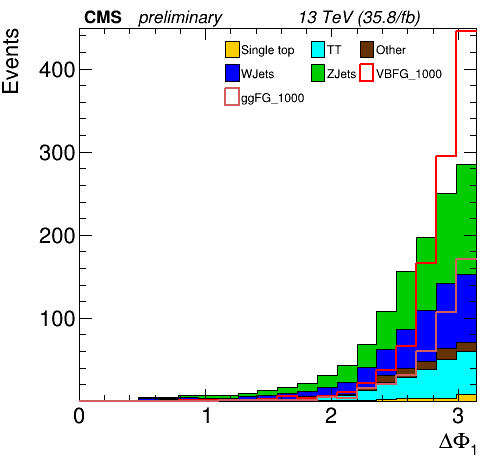 CMS preliminary 13 TeV (35.8/fb)
Events
Single top TT Other
WJets ZJets VBFG_1000
ggFG_1000
400
300
200
100
0 1 2 3
ΔΦ1